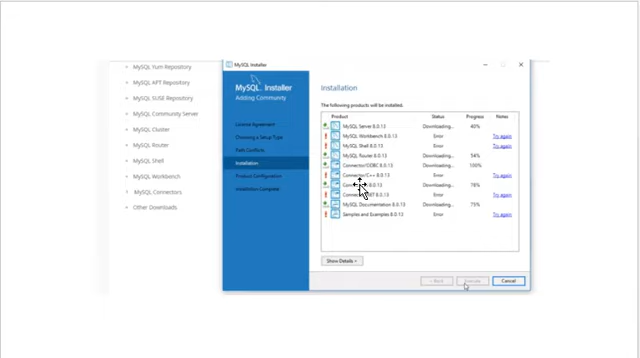 MySQL Yum Repository
MySQL APT Repository
MySQL SUSE Repository
MySQL Community Server
MySQL Cluster
MySQL Router
MySQL Shell
MySQL Workbench
MySQL Connectors
Other Downloads
MySQL Installer
MySQL. Installer
Adding Community
License Agreement
Choosing a Setup Type
Path Conflicts
Installation
Product Configuration
Installation Complete
Installation
The following products will be installed.
Product Status Progress Notes
MySQL Server 8.0.13 Downloading... 40%
MySQL Workbench 8.0.13 Error Try again
MySQL Shell 8.0.13 Error Try again
MySQL Router 8.0.13 Downloading... 54%
Connector/ODBC 8.0.13 Downloading... 100%
Connector/C++ 8.0.13 Error Try again
8.0.13 Downloading... 78%
8.0.13 Error Try again
MySQL Documentation 8.0.13 Downloading... 75%
Samples and Examples 8.0.13 Error Try again
Show Details >
< Back Execute Cancel